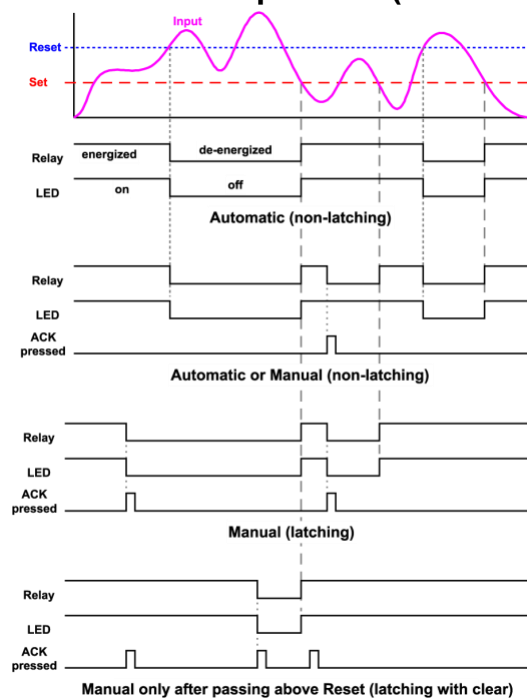 Input
Reset
Set
Relay energized de-energized
LED on off
Automatic (non-latching)
Relay
LED
ACK
pressed
Automatic or Manual (non-latching)
Relay
LED
ACK
pressed
Manual (latching)
Relay
LED
ACK
pressed
Manual only after passing above Reset (latching with clear)